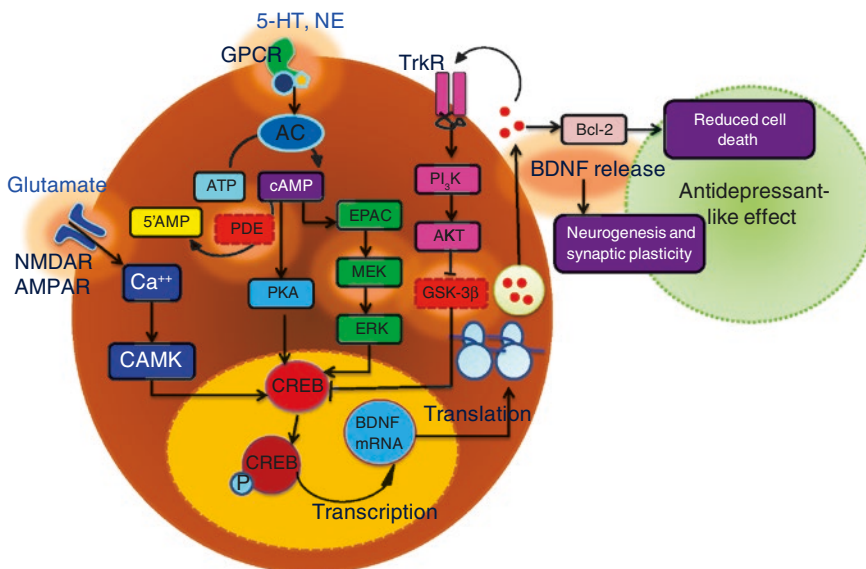 5-HT, NE
GPCR
TrkR
AC
Bcl-2
Reduced cell
death
ATP
cAMP
PI3K
BDNF release
Glutamate
Antidepressant-
like effect
5'AMP
PDE
EPAC
AKT
Neurogenesis and
synaptic plasticity
NMDAR
AMPAR
Ca++
PKA
MEK
GSK-3β
ERK
CAMK
CREB
Translation
BDNF
mRNA
CREB
P
Transcription